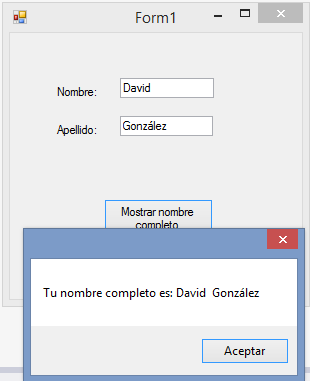 Form1
Nombre:
David
Apellido:
González
Mostrar nombre
completo
Tu nombre completo es: David  González
Aceptar